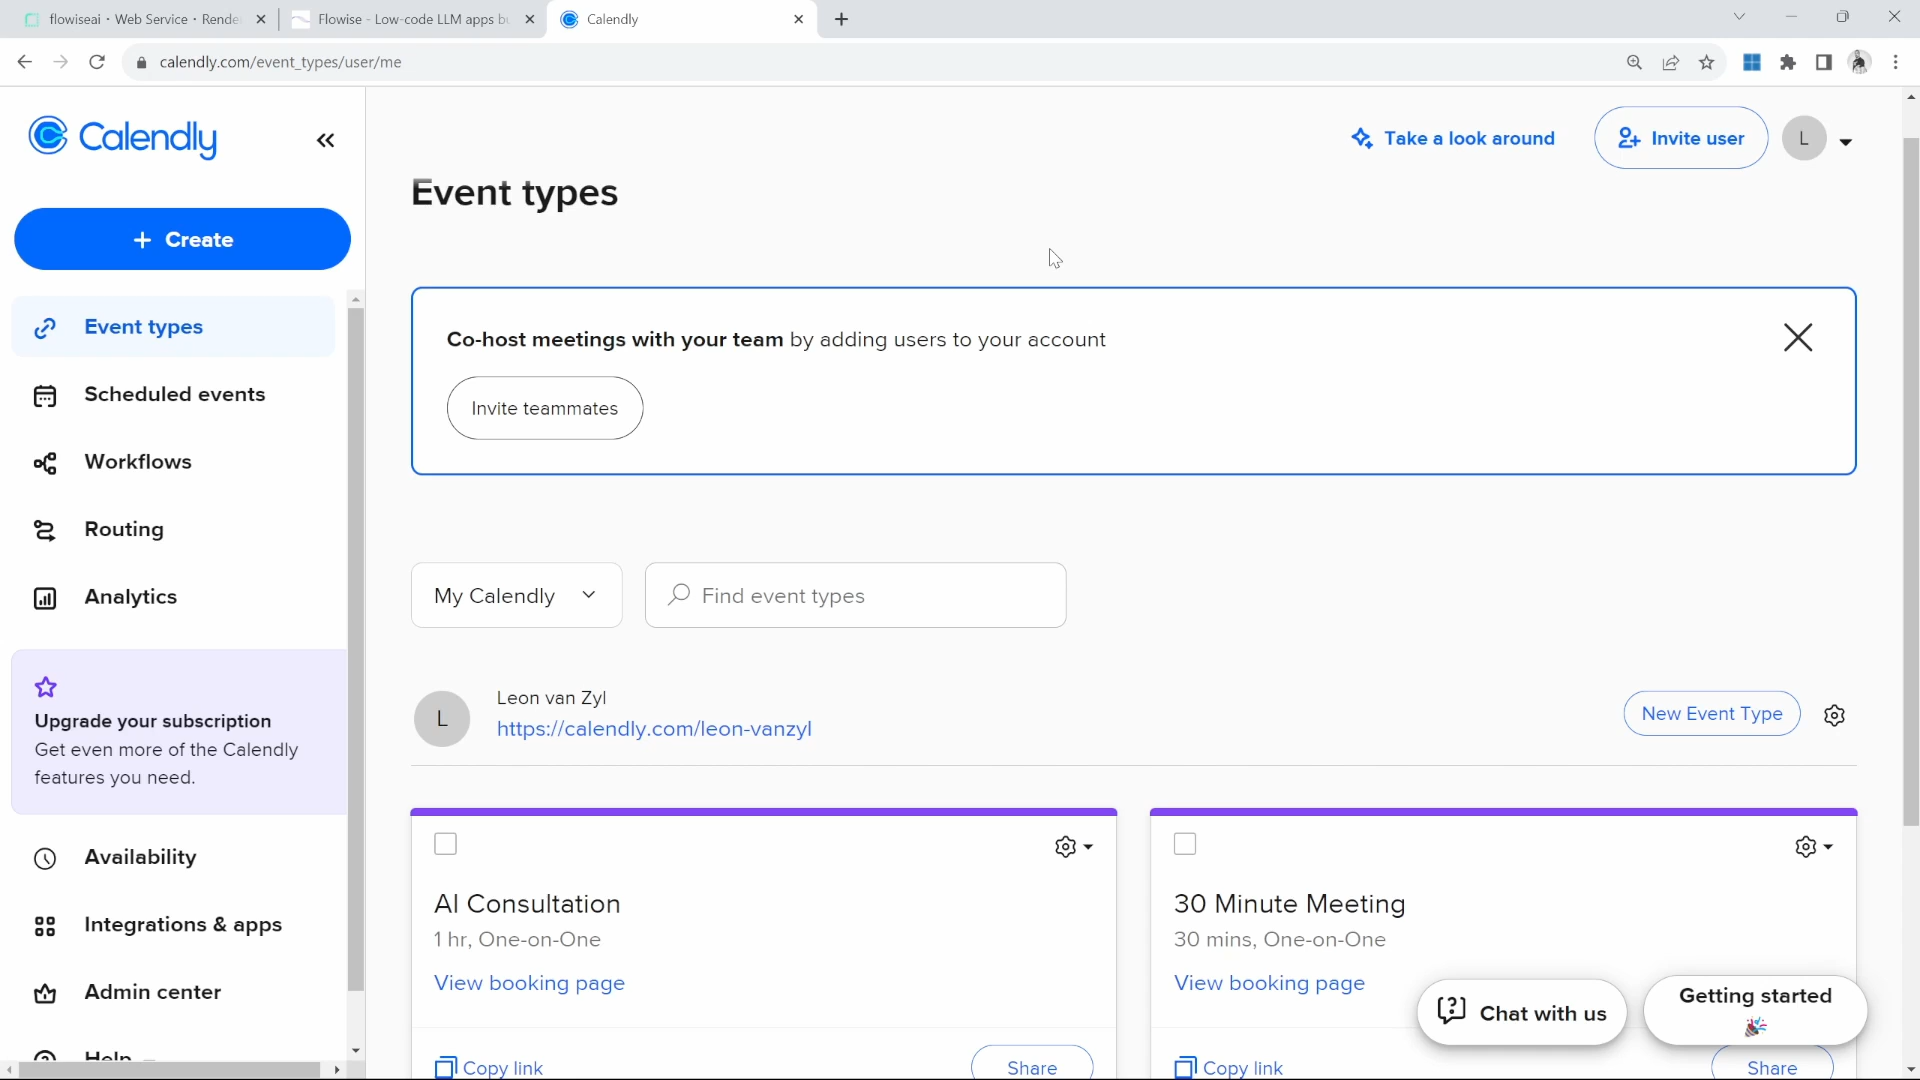 flowiseai · Web Service · Rende
Flowise - Low-code LLM apps bu
Calendly
calendly.com/event_types/user/me
Calendly
Take a look around
Invite user
L
Event types
+ Create
Event types
Scheduled events
Workflows
Routing
Analytics
Upgrade your subscription
Get even more of the Calendly
features you need.
Availability
Integrations & apps
Admin center
Help
Co-host meetings with your team by adding users to your account
Invite teammates
My Calendly
Find event types
L
Leon van Zyl
https://calendly.com/leon-vanzyl
New Event Type
AI Consultation
1 hr, One-on-One
View booking page
Copy link
Share
30 Minute Meeting
30 mins, One-on-One
View booking page
Copy link
Share
Chat with us
Getting started